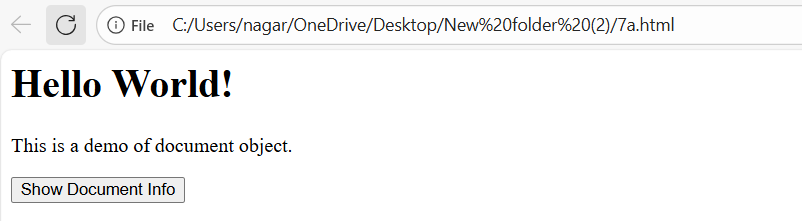 File C:/Users/nagar/OneDrive/Desktop/New%20folder%20(2)/7a.html
Hello World!
This is a demo of document object.
Show Document Info